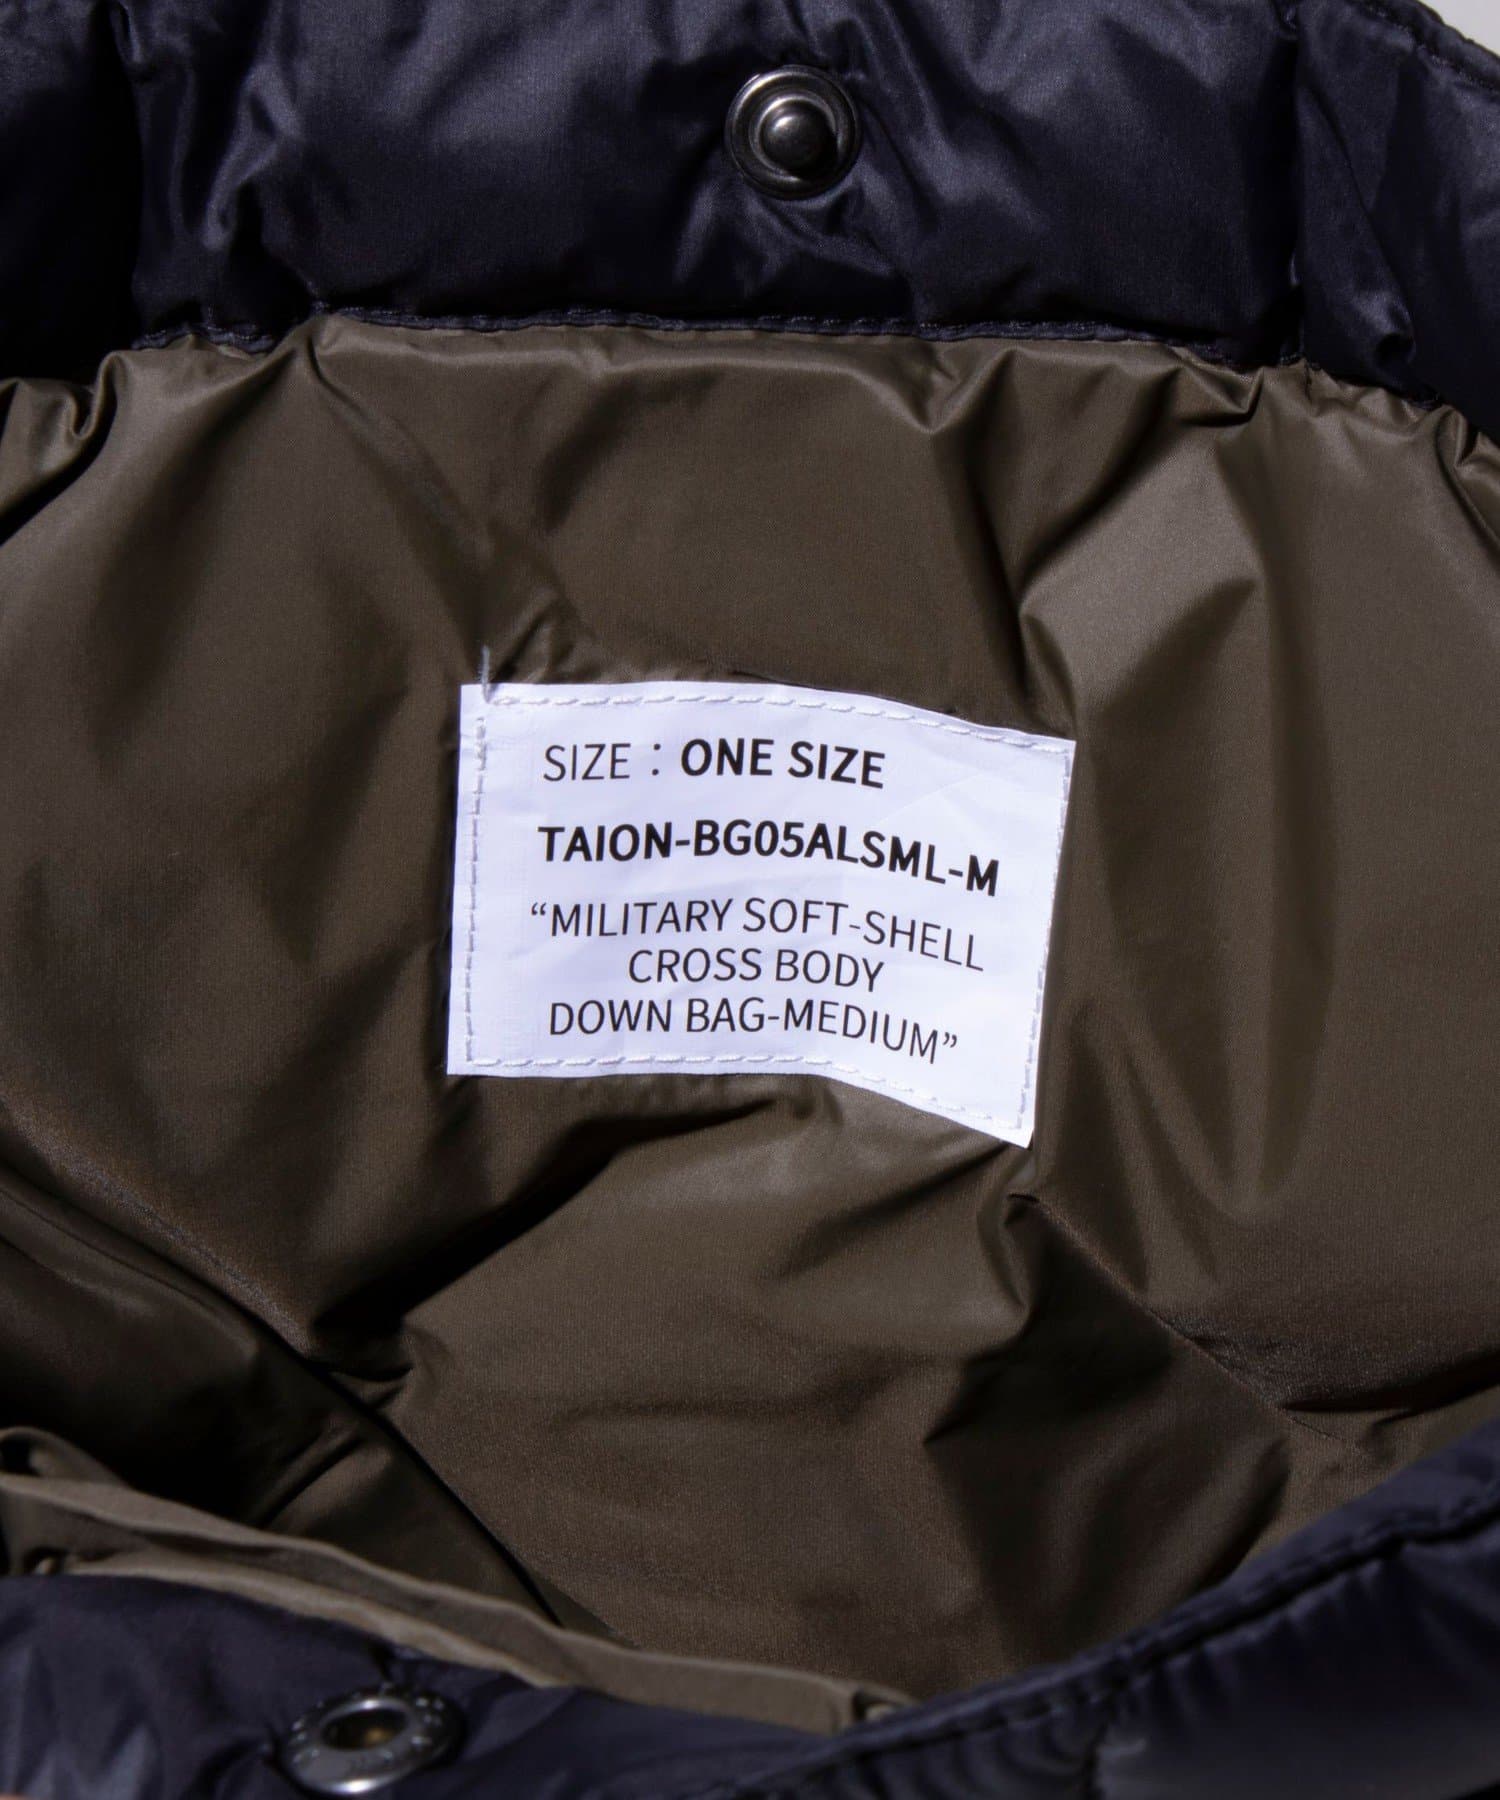 SIZE：ONE SIZE
TAION-BG05ALSML-M
“MILITARY SOFT-SHELL
CROSS BODY
DOWN BAG-MEDIUM”